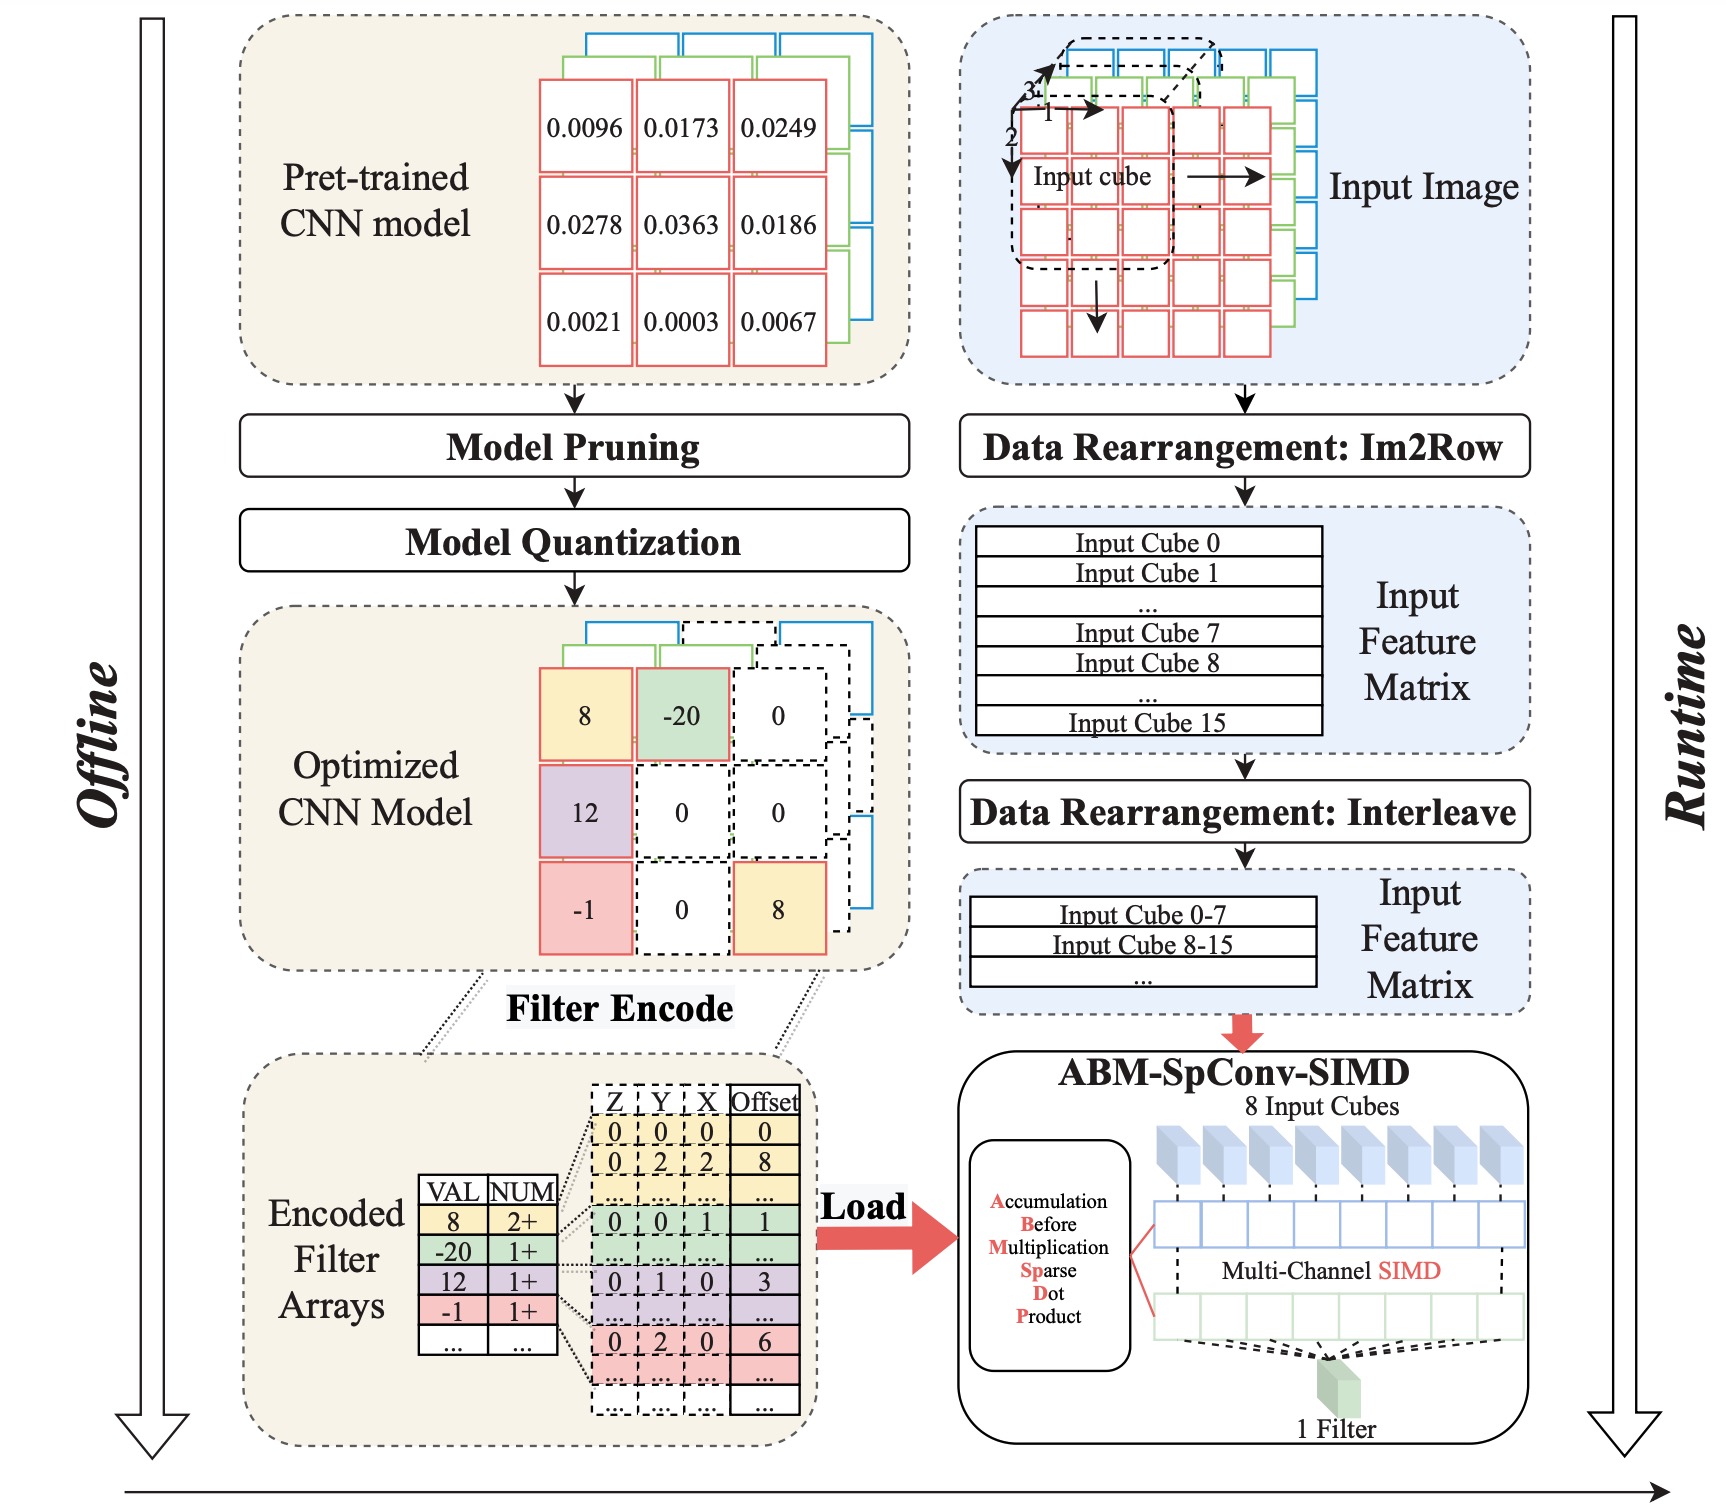 Offline
Pret-trained
CNN model
0.0096 0.0173 0.0249
0.0278 0.0363 0.0186
0.0021 0.0003 0.0067
Model Pruning
Model Quantization
Optimized
CNN Model
8 -20 0
12 0 0
-1 0 8
Filter Encode
Encoded
Filter
Arrays
VAL NUM
8 2+
-20 1+
12 1+
-1 1+
... ...
Z Y X Offset
0 0 0 0
0 2 2 8
... ... ... ...
0 0 1 1
... ... ... ...
0 1 0 3
... ... ... ...
0 2 0 6
... ... ... ...
... ... ... ...
Load
3
1
2
Input cube
Input Image
Data Rearrangement: Im2Row
Input Cube 0
Input Cube 1
...
Input Cube 7
Input Cube 8
...
Input Cube 15
Input
Feature
Matrix
Data Rearrangement: Interleave
Input Cube 0-7
Input Cube 8-15
...
Input
Feature
Matrix
ABM-SpConv-SIMD
8 Input Cubes
Accumulation
Before
Multiplication
Sparse
Dot
Product
Multi-Channel SIMD
1 Filter
Runtime